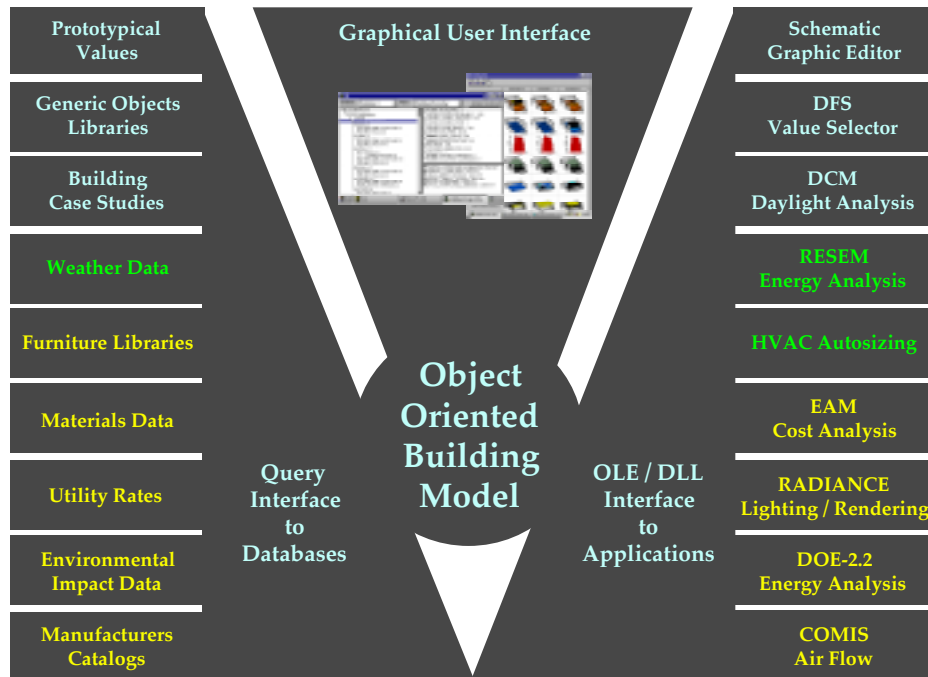 Prototypical
Values
Generic Objects
Libraries
Building
Case Studies
Weather Data
Furniture Libraries
Materials Data
Utility Rates
Environmental
Impact Data
Manufacturers
Catalogs
Graphical User Interface
Object
Oriented
Building
Model
Query
Interface
to
Databases
OLE / DLL
Interface
to
Applications
Schematic
Graphic Editor
DFS
Value Selector
DCM
Daylight Analysis
RESEM
Energy Analysis
HVAC Autosizing
EAM
Cost Analysis
RADIANCE
Lighting / Rendering
DOE-2.2
Energy Analysis
COMIS
Air Flow